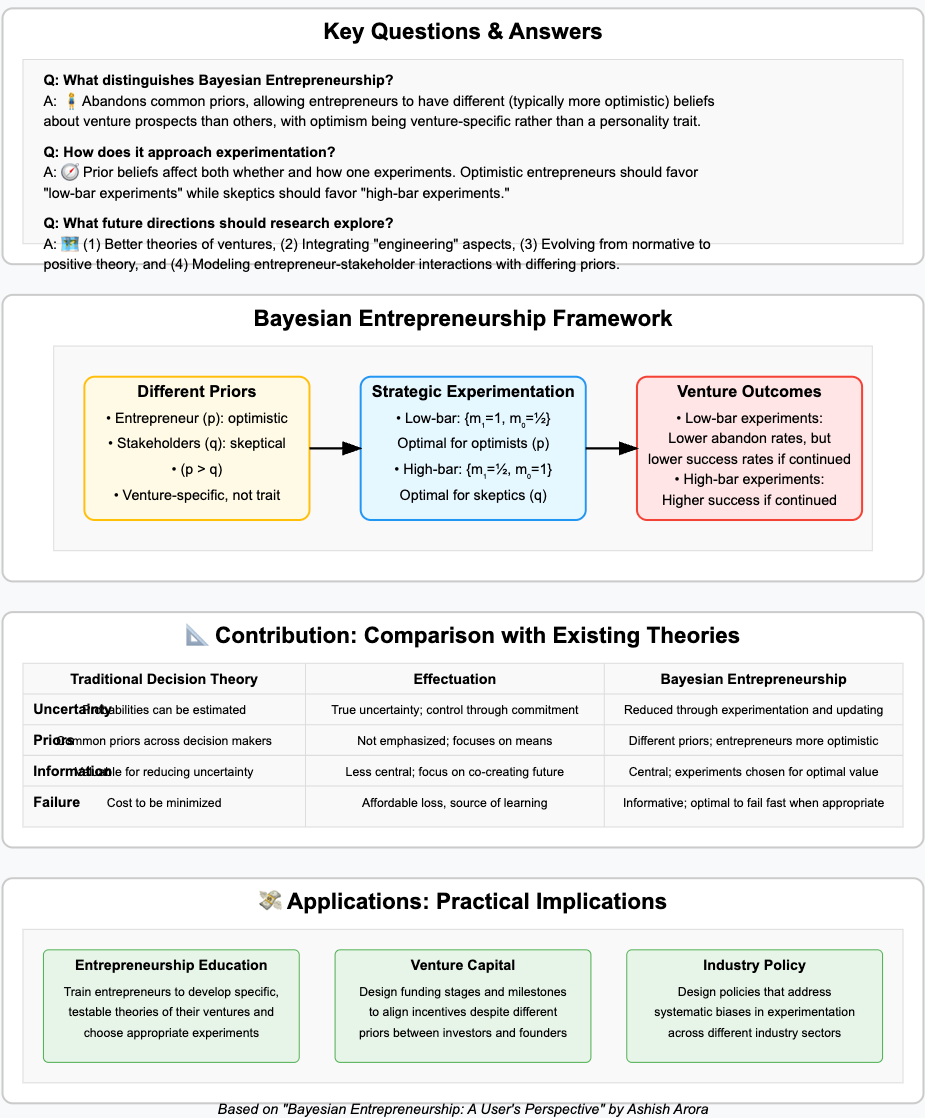 Key Questions & Answers
Q: What distinguishes Bayesian Entrepreneurship?
A: 🧍‍♀️ Abandons common priors, allowing entrepreneurs to have different (typically more optimistic) beliefs
about venture prospects than others, with optimism being venture-specific rather than a personality trait.
Q: How does it approach experimentation?
A: 🧭 Prior beliefs affect both whether and how one experiments. Optimistic entrepreneurs should favor
"low-bar experiments" while skeptics should favor "high-bar experiments."
Q: What future directions should research explore?
A: 🗺️ (1) Better theories of ventures, (2) Integrating "engineering" aspects, (3) Evolving from normative to
positive theory, and (4) Modeling entrepreneur-stakeholder interactions with differing priors.
Bayesian Entrepreneurship Framework
Different Priors
• Entrepreneur (p): optimistic
• Stakeholders (q): skeptical
• (p > q)
• Venture-specific, not trait
Strategic Experimentation
• Low-bar: {m₁=1, m₀=½}
Optimal for optimists (p)
• High-bar: {m₁=½, m₀=1}
Optimal for skeptics (q)
Venture Outcomes
• Low-bar experiments:
Lower abandon rates, but
lower success rates if continued
• High-bar experiments:
Higher success if continued
📐 Contribution: Comparison with Existing Theories
Traditional Decision Theory Effectuation Bayesian Entrepreneurship
Uncertainty Probabilities can be estimated True uncertainty; control through commitment Reduced through experimentation and updating
Priors Common priors across decision makers Not emphasized; focuses on means Different priors; entrepreneurs more optimistic
Information Valuable for reducing uncertainty Less central; focus on co-creating future Central; experiments chosen for optimal value
Failure Cost to be minimized Affordable loss, source of learning Informative; optimal to fail fast when appropriate
💸 Applications: Practical Implications
Entrepreneurship Education
Train entrepreneurs to develop specific,
testable theories of their ventures and
choose appropriate experiments
Venture Capital
Design funding stages and milestones
to align incentives despite different
priors between investors and founders
Industry Policy
Design policies that address
systematic biases in experimentation
across different industry sectors
Based on "Bayesian Entrepreneurship: A User's Perspective" by Ashish Arora